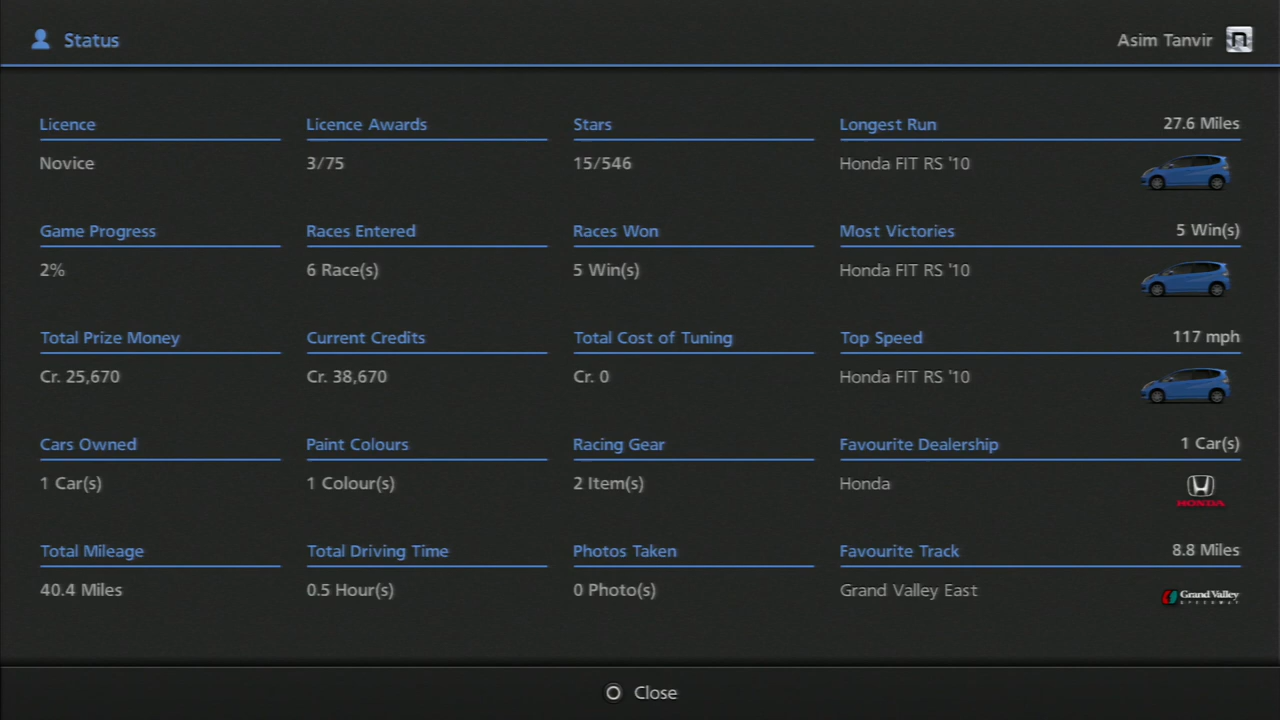 Status
Asim Tanvir
Licence
Licence Awards
Stars
Longest Run 27.6 Miles
Novice
3/75
15/546
Honda FIT RS '10
Game Progress
Races Entered
Races Won
Most Victories 5 Win(s)
2%
6 Race(s)
5 Win(s)
Honda FIT RS '10
Total Prize Money
Current Credits
Total Cost of Tuning
Top Speed 117 mph
Cr. 25,670
Cr. 38,670
Cr. 0
Honda FIT RS '10
Cars Owned
Paint Colours
Racing Gear
Favourite Dealership 1 Car(s)
1 Car(s)
1 Colour(s)
2 Item(s)
Honda
HONDA
Total Mileage
Total Driving Time
Photos Taken
Favourite Track 8.8 Miles
40.4 Miles
0.5 Hour(s)
0 Photo(s)
Grand Valley East
Grand Valley
SPEEDWAY
Close